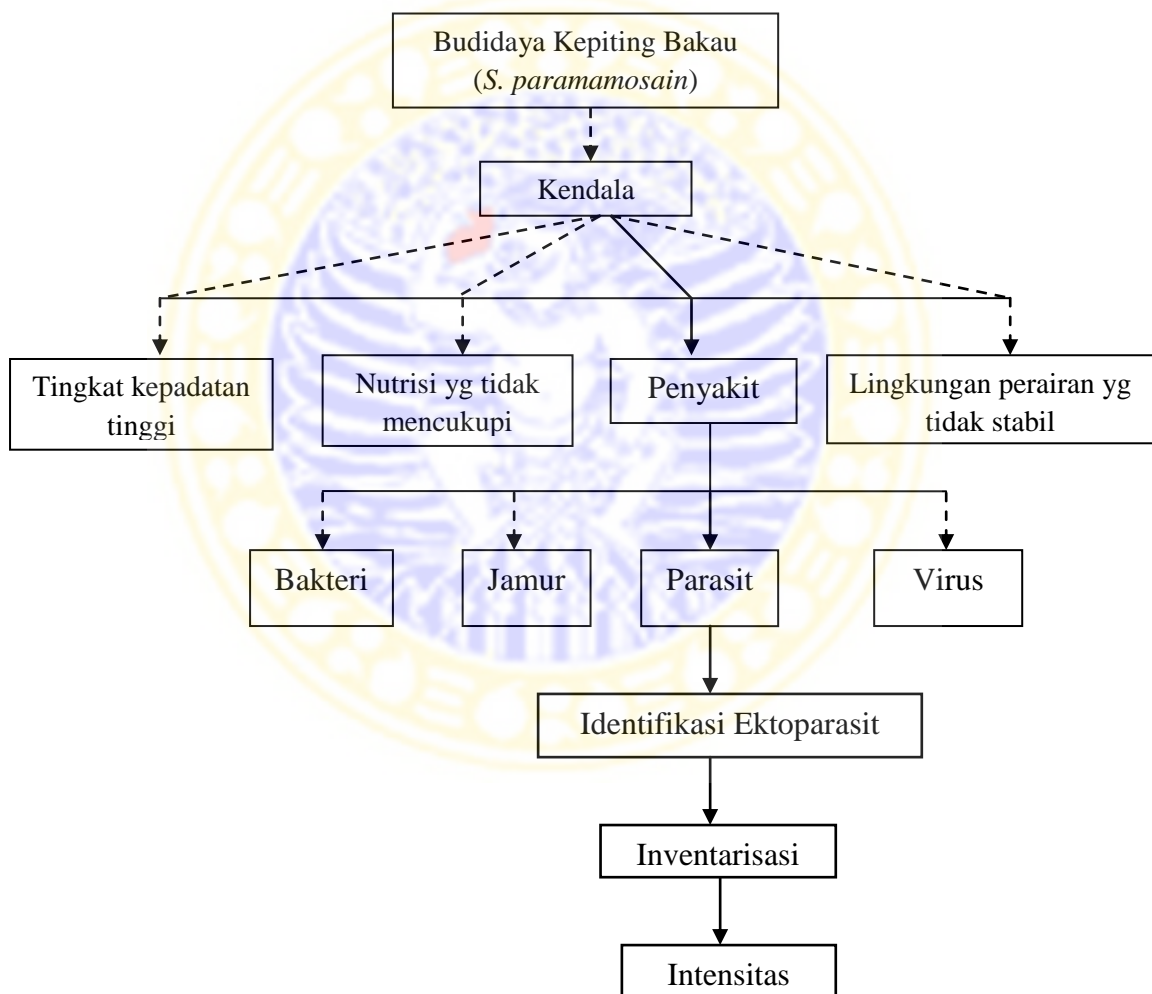 Budidaya Kepiting Bakau
(S. paramamosain)
Kendala
Tingkat kepadatan
tinggi
Nutrisi yg tidak
mencukupi
Penyakit
Lingkungan perairan yg
tidak stabil
Bakteri
Jamur
Parasit
Virus
Identifikasi Ektoparasit
Inventarisasi
Intensitas